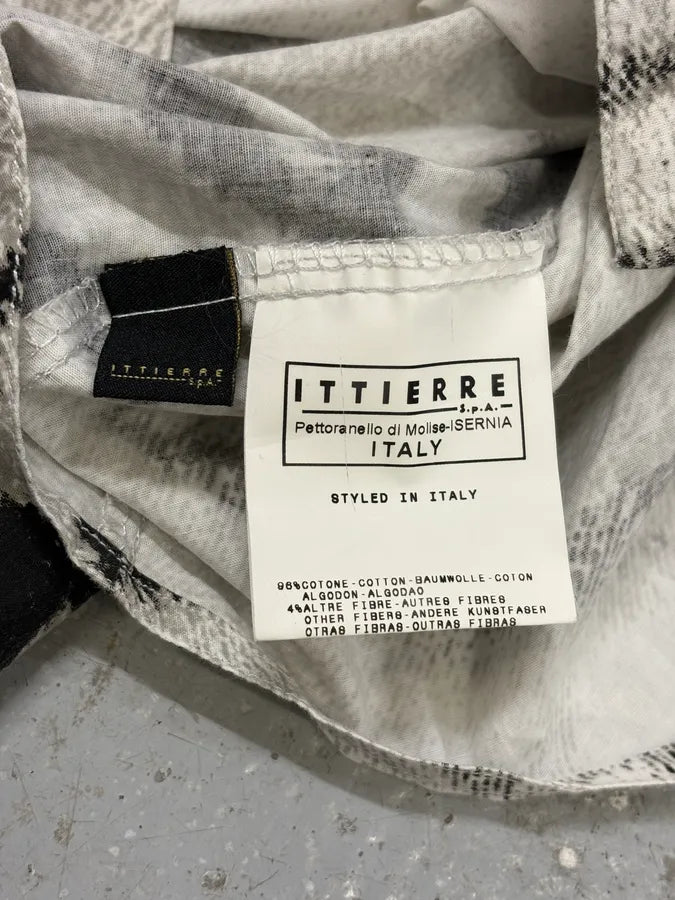 ITTIERRE
S.p.A.
ITTIERRE
S.p.A.
Pettoranello di Molise-ISERNIA
ITALY
STYLED IN ITALY
96%COTONE-COTTON-BAUMWOLLE-COTON
ALGODON-ALGODAO
4%ALTRE FIBRE-AUTRES FIBRES
OTHER FIBERS-ANDERE KUNSTFASER
OTRAS FIBRAS-OUTRAS FIBRAS